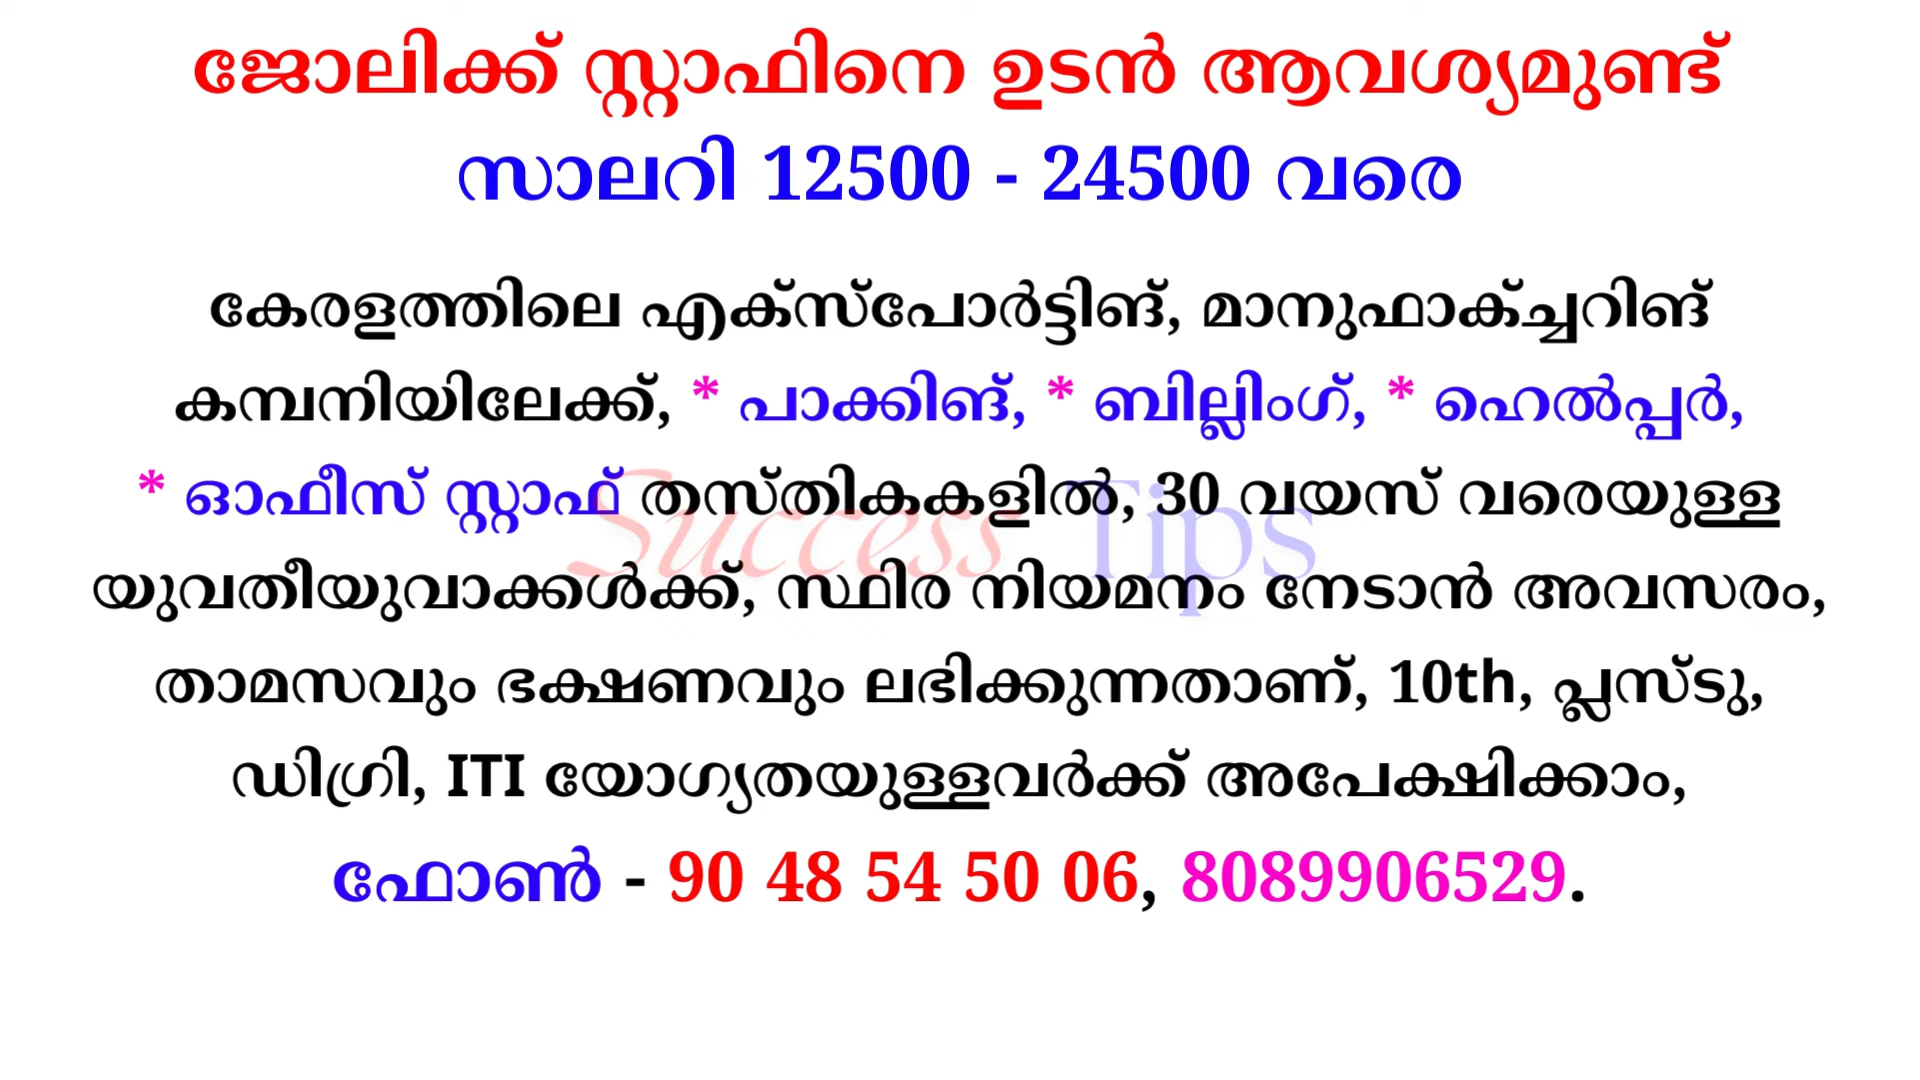 ജോലിക്ക് സ്റ്റാഫിനെ ഉടൻ ആവശ്യമുണ്ട്
സാലറി 12500 - 24500 വരെ
കേരളത്തിലെ എക്സ്പോർട്ടിങ്, മാനുഫാക്ച്ചറിങ്
കമ്പനിയിലേക്ക്, * പാക്കിങ്, * ബില്ലിംഗ്, * ഹെൽപ്പർ,
* ഓഫീസ് സ്റ്റാഫ് തസ്തികകളിൽ, 30 വയസ് വരെയുള്ള
Success Tips
യുവതീയുവാക്കൾക്ക്, സ്ഥിര നിയമനം നേടാൻ അവസരം,
താമസവും ഭക്ഷണവും ലഭിക്കുന്നതാണ്, 10th, പ്ലസ്ടു,
ഡിഗ്രി, ITI യോഗ്യതയുള്ളവർക്ക് അപേക്ഷിക്കാം,
ഫോൺ - 90 48 54 50 06, 8089906529.